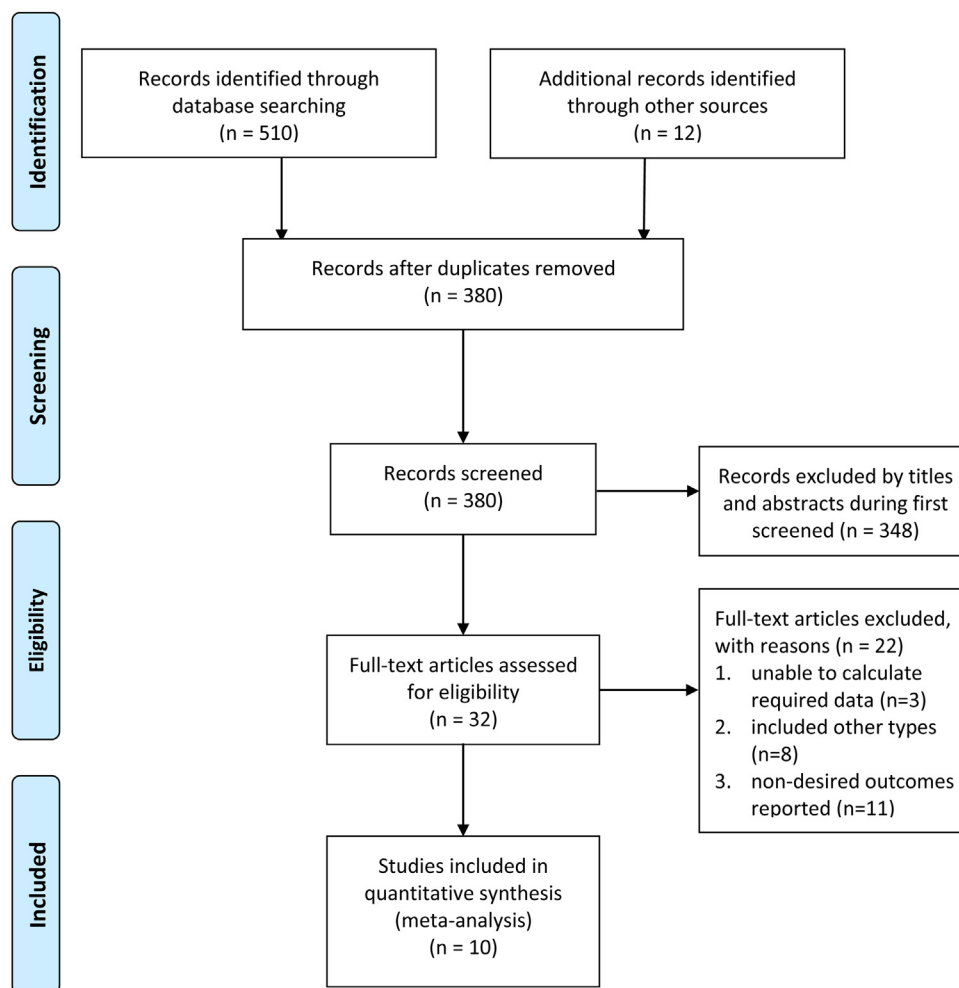 Identification
Records identified through
database searching
(n = 510)
Additional records identified
through other sources
(n = 12)
Records after duplicates removed
(n = 380)
Screening
Records screened
(n = 380)
Records excluded by titles
and abstracts during first
screened (n = 348)
Eligibility
Full-text articles assessed
for eligibility
(n = 32)
Full-text articles excluded,
with reasons (n = 22)
1. unable to calculate
required data (n=3)
2. included other types
(n=8)
3. non-desired outcomes
reported (n=11)
Included
Studies included in
quantitative synthesis
(meta-analysis)
(n = 10)